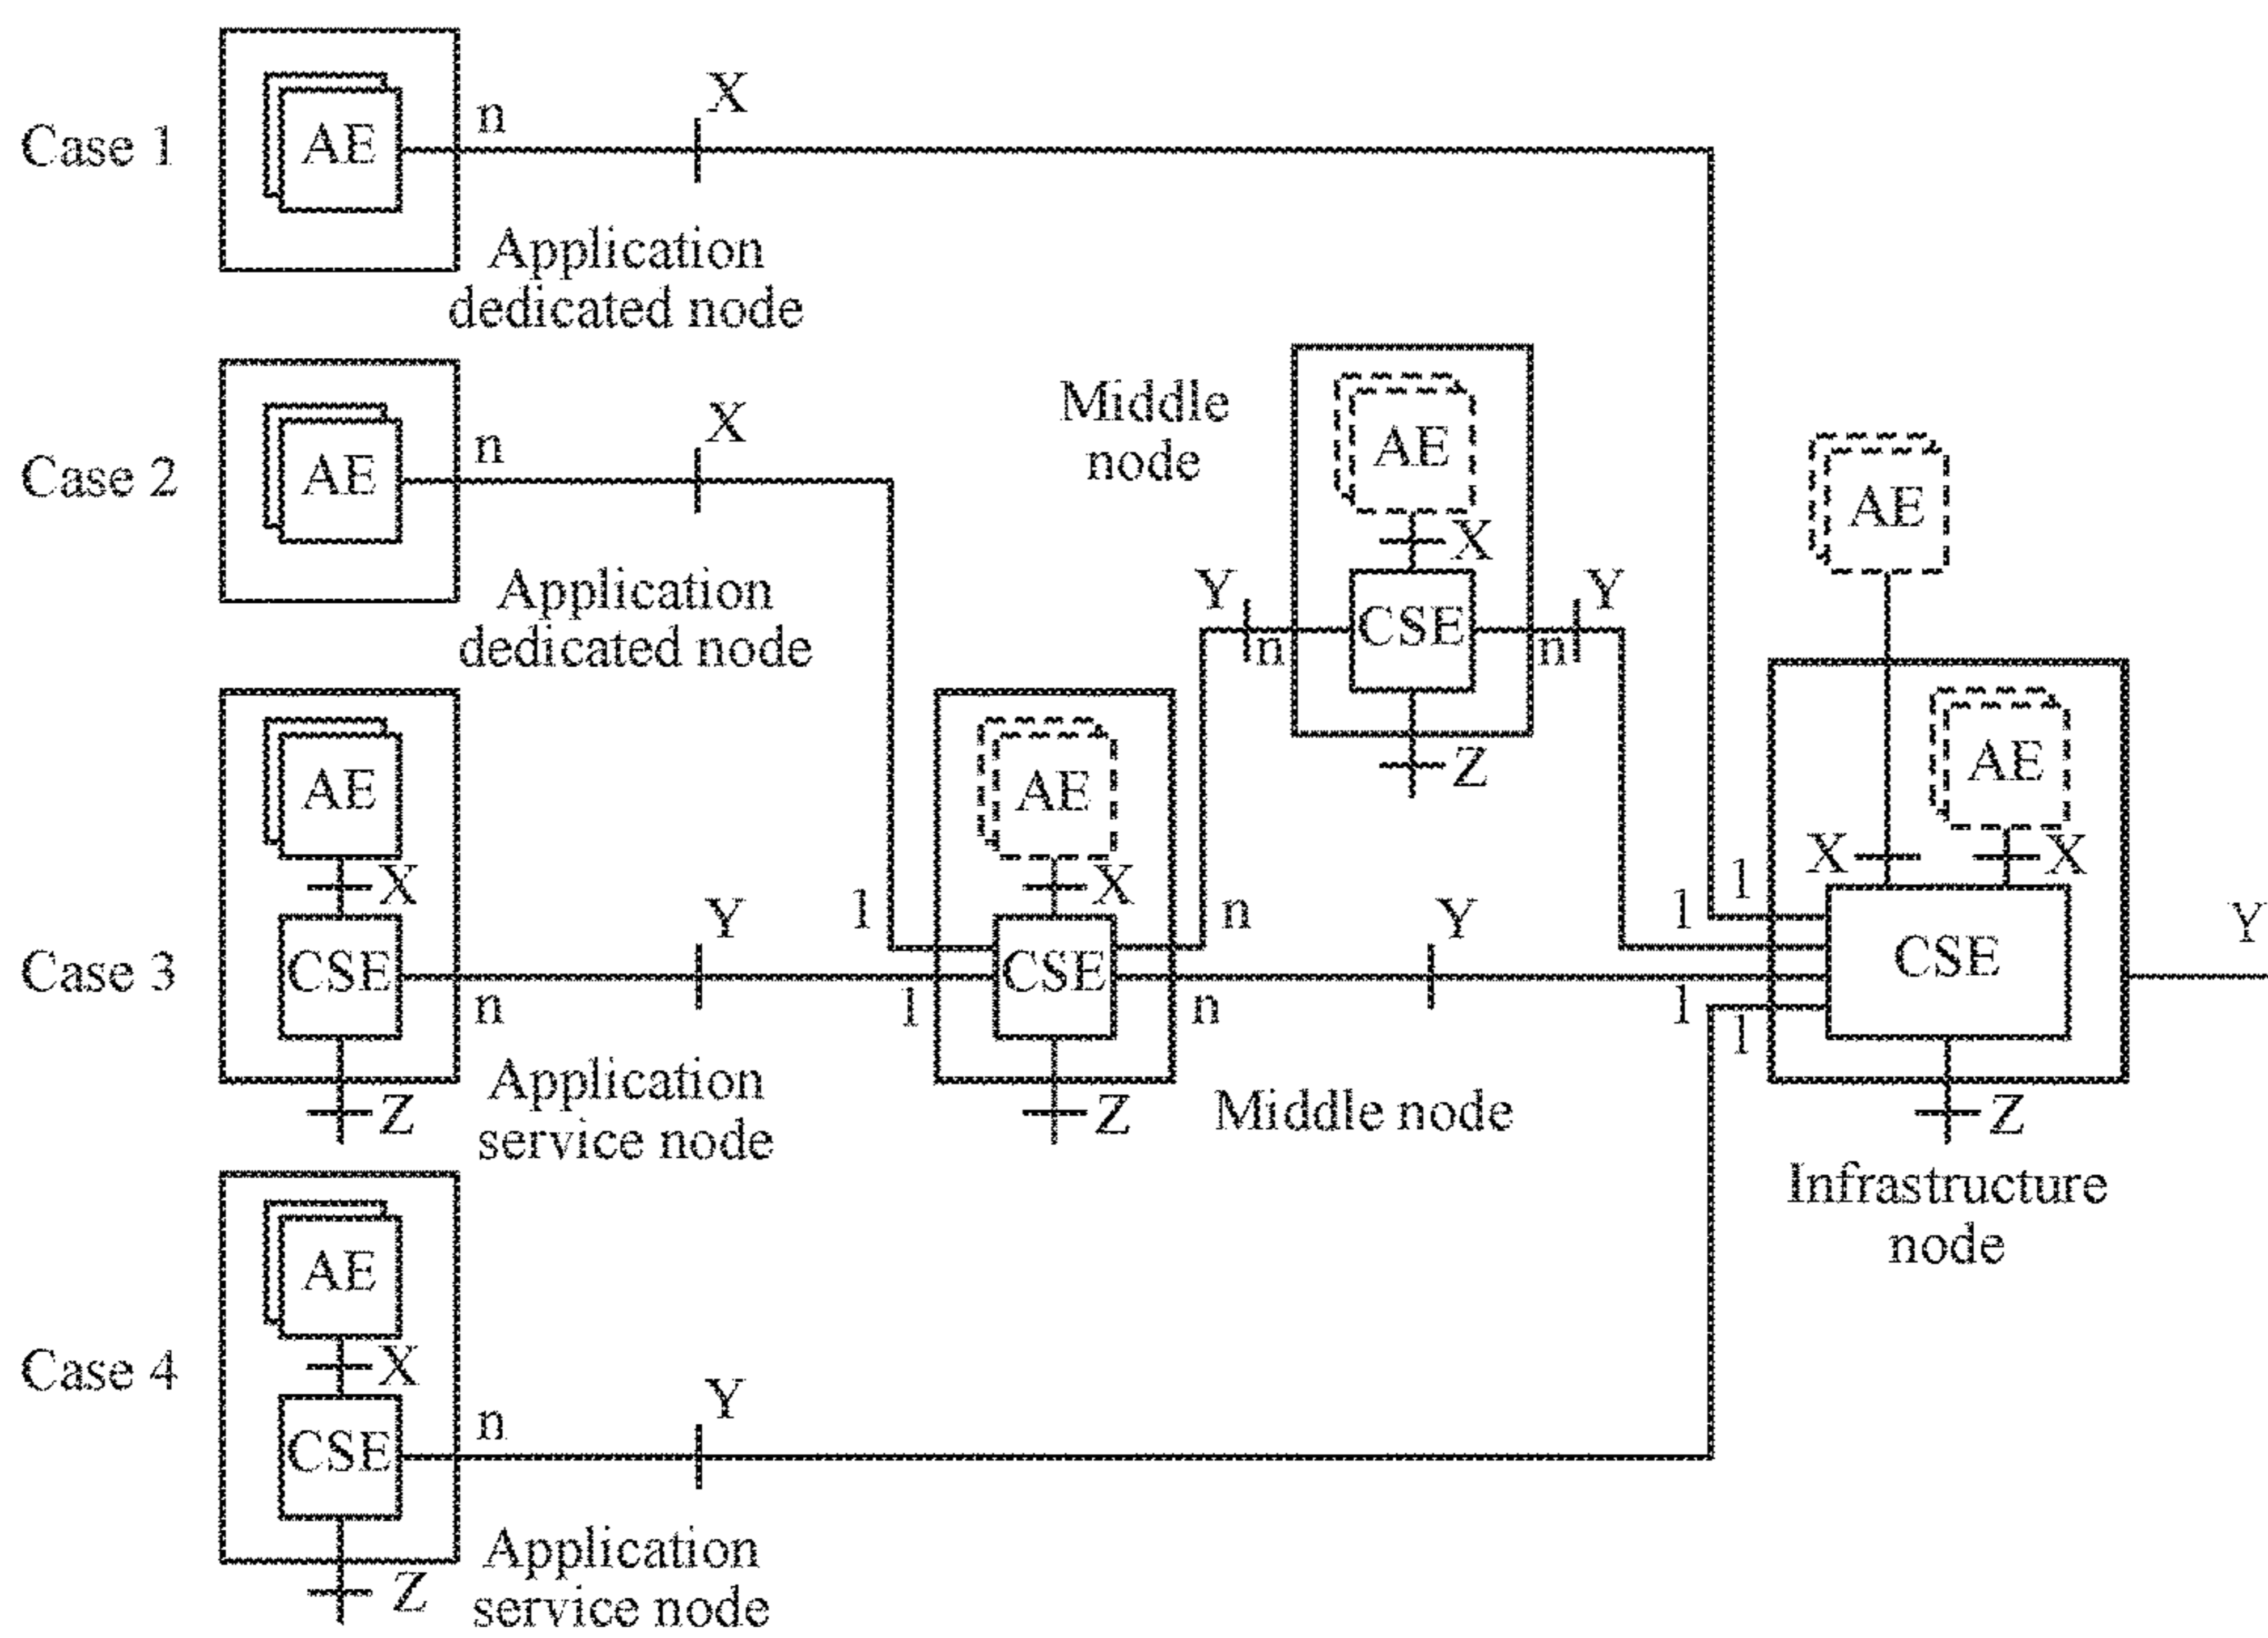 Case 1
AE
n
X
Application
dedicated node
Case 2
AE
n
X
Application
dedicated node
Middle
node
AE
X
Y
n
CSE
n
Y
Z
AE
Case 3
AE
X
CSE
n
Y
Z
Application
service node
1
1
AE
X
CSE
n
n
Z
Y
Middle node
1
1
1
1
X
AE
X
CSE
Y
Z
Infrastructure
node
Case 4
AE
X
CSE
n
Y
Z
Application
service node